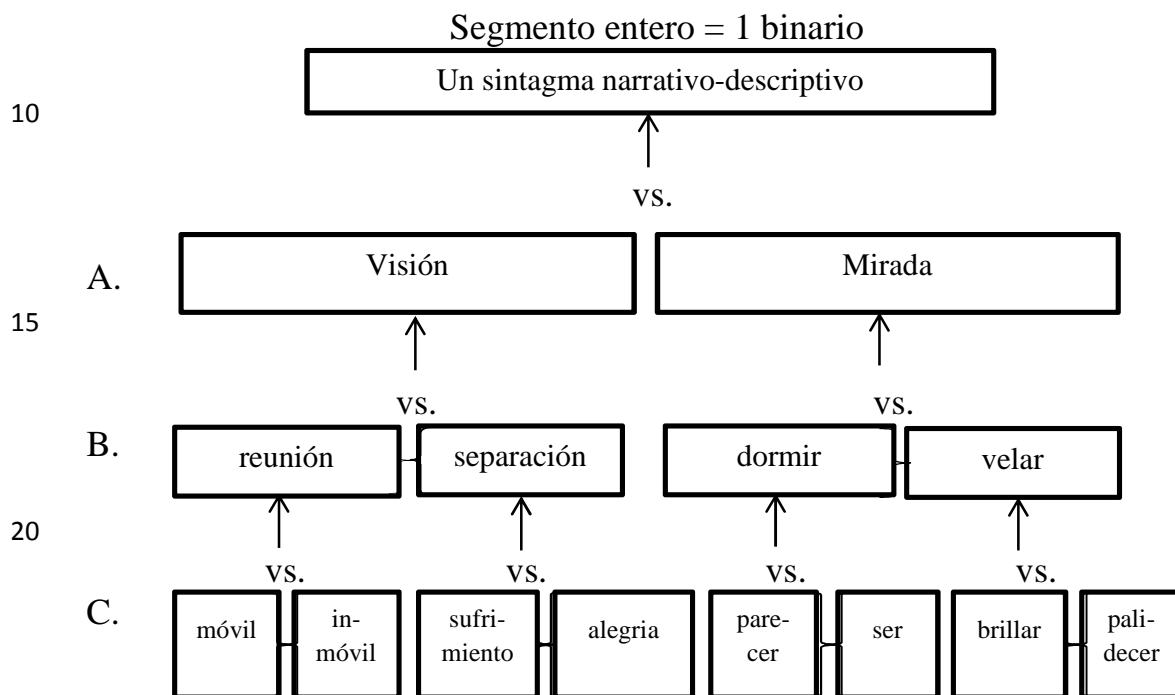 Segmento entero = 1 binario
Un sintagma narrativo-descriptivo
10
vs.
A.
Visión
Mirada
15
vs.
vs.
B.
reunión
separación
dormir
velar
20
vs.
vs.
vs.
vs.
C.
móvil
in-
móvil
sufri-
miento
alegria
pare-
cer
ser
brillar
pali-
decer